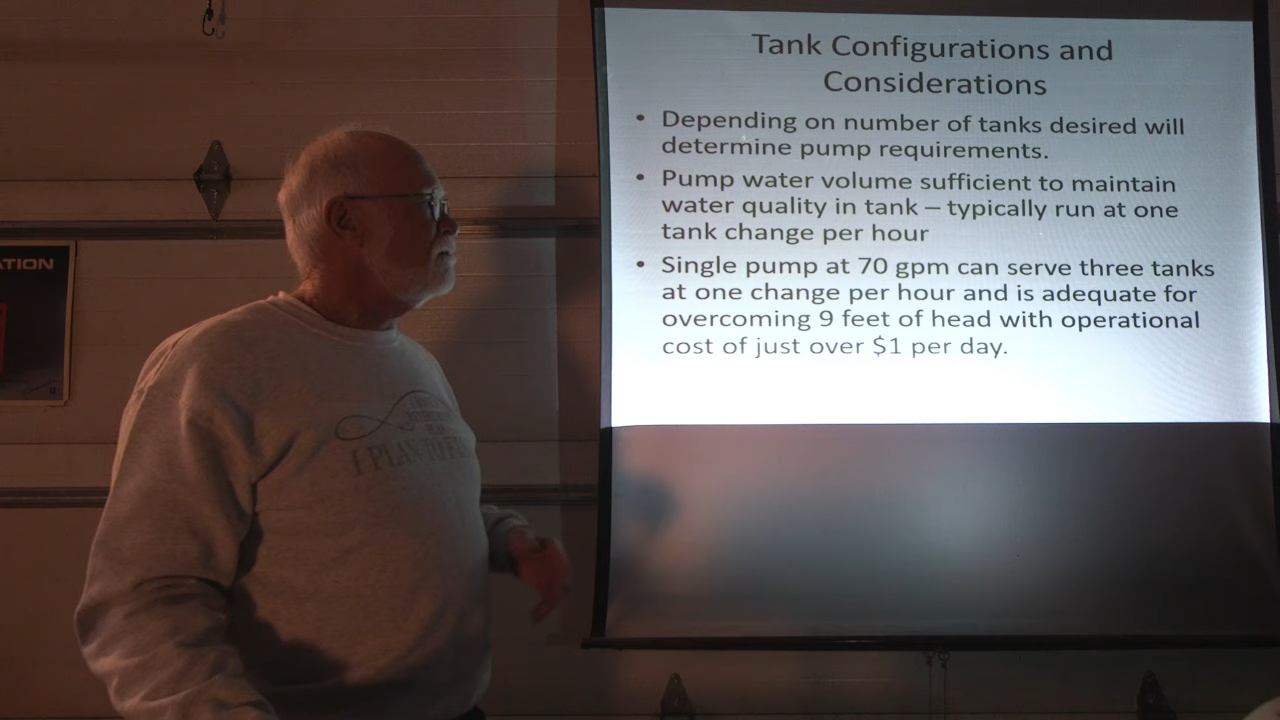 Tank Configurations and
Considerations
• Depending on number of tanks desired will
determine pump requirements.
• Pump water volume sufficient to maintain
water quality in tank – typically run at one
tank change per hour
• Single pump at 70 gpm can serve three tanks
at one change per hour and is adequate for
overcoming 9 feet of head with operational
cost of just over $1 per day.
ATION
PLAN
I PLAN TO